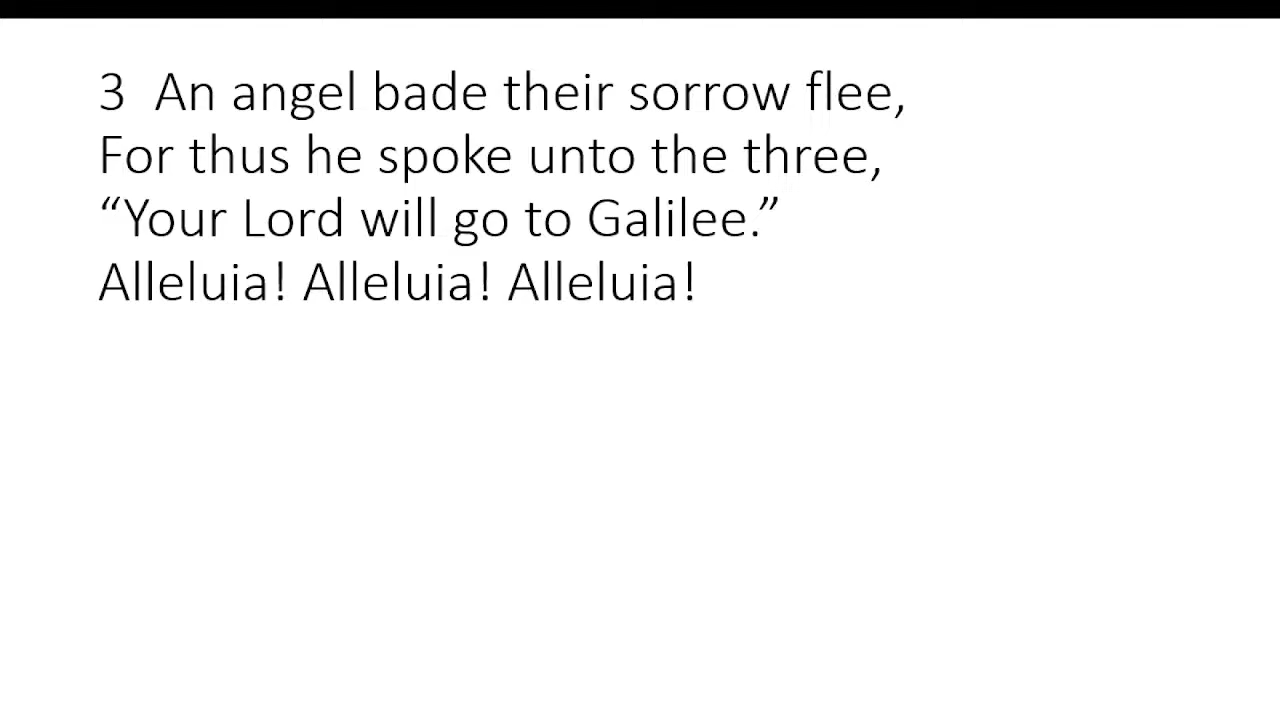 3  An angel bade their sorrow flee,
For thus he spoke unto the three,
“Your Lord will go to Galilee.”
Alleluia! Alleluia! Alleluia!